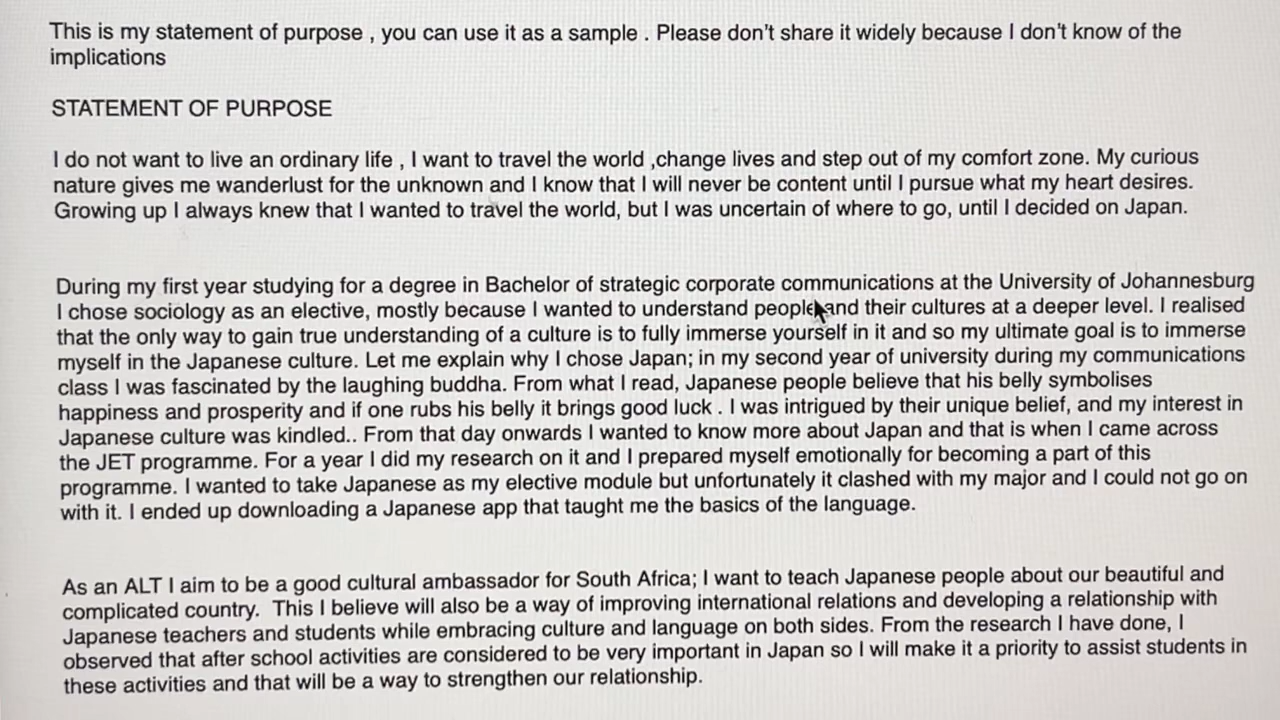 This is my statement of purpose , you can use it as a sample . Please don't share it widely because I don't know of the
implications
STATEMENT OF PURPOSE
I do not want to live an ordinary life , I want to travel the world ,change lives and step out of my comfort zone. My curious
nature gives me wanderlust for the unknown and I know that I will never be content until I pursue what my heart desires.
Growing up I always knew that I wanted to travel the world, but I was uncertain of where to go, until I decided on Japan.
During my first year studying for a degree in Bachelor of strategic corporate communications at the University of Johannesburg
I chose sociology as an elective, mostly because I wanted to understand people and their cultures at a deeper level. I realised
that the only way to gain true understanding of a culture is to fully immerse yourself in it and so my ultimate goal is to immerse
myself in the Japanese culture. Let me explain why I chose Japan; in my second year of university during my communications
class I was fascinated by the laughing buddha. From what I read, Japanese people believe that his belly symbolises
happiness and prosperity and if one rubs his belly it brings good luck . I was intrigued by their unique belief, and my interest in
Japanese culture was kindled.. From that day onwards I wanted to know more about Japan and that is when I came across
the JET programme. For a year I did my research on it and I prepared myself emotionally for becoming a part of this
programme. I wanted to take Japanese as my elective module but unfortunately it clashed with my major and I could not go on
with it. I ended up downloading a Japanese app that taught me the basics of the language.
As an ALT I aim to be a good cultural ambassador for South Africa; I want to teach Japanese people about our beautiful and
complicated country.  This I believe will also be a way of improving international relations and developing a relationship with
Japanese teachers and students while embracing culture and language on both sides. From the research I have done, I
observed that after school activities are considered to be very important in Japan so I will make it a priority to assist students in
these activities and that will be a way to strengthen our relationship.